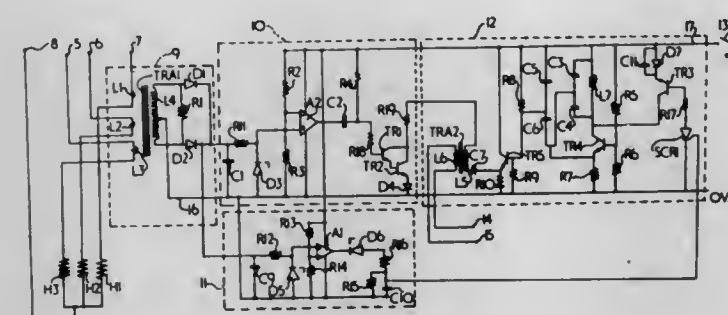 10 12
8 5 6 7 9 17 13
TRA1 D1
L1 L4 R1
L2
D2
L3
16
R11 C1 D3
R2 A2 C2 R4
R3
R18 TR1 TR2 R19
D4
TRA2
L6 C7 L5
R10 TR5 R9
R8 C5 C6
C3 C4 L7 R5
TR4
R7 R6
C11 D7
TR3
R17
SCR1
0V
14
15
H3 H2 H1
11
R12 C9 D5
R13 A1 D6
R14
R16
R15 C10